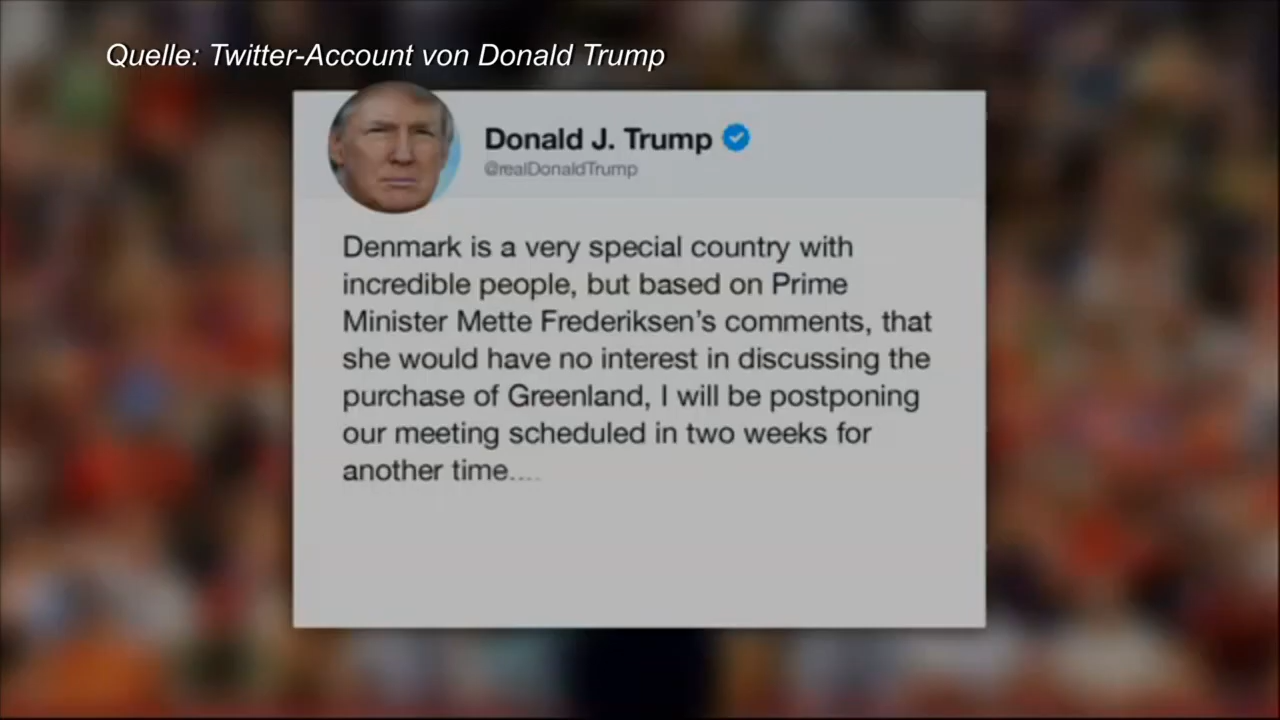 Quelle: Twitter-Account von Donald Trump
Donald J. Trump
@realDonaldTrump
Denmark is a very special country with
incredible people, but based on Prime
Minister Mette Frederiksen’s comments, that
she would have no interest in discussing the
purchase of Greenland, I will be postponing
our meeting scheduled in two weeks for
another time....